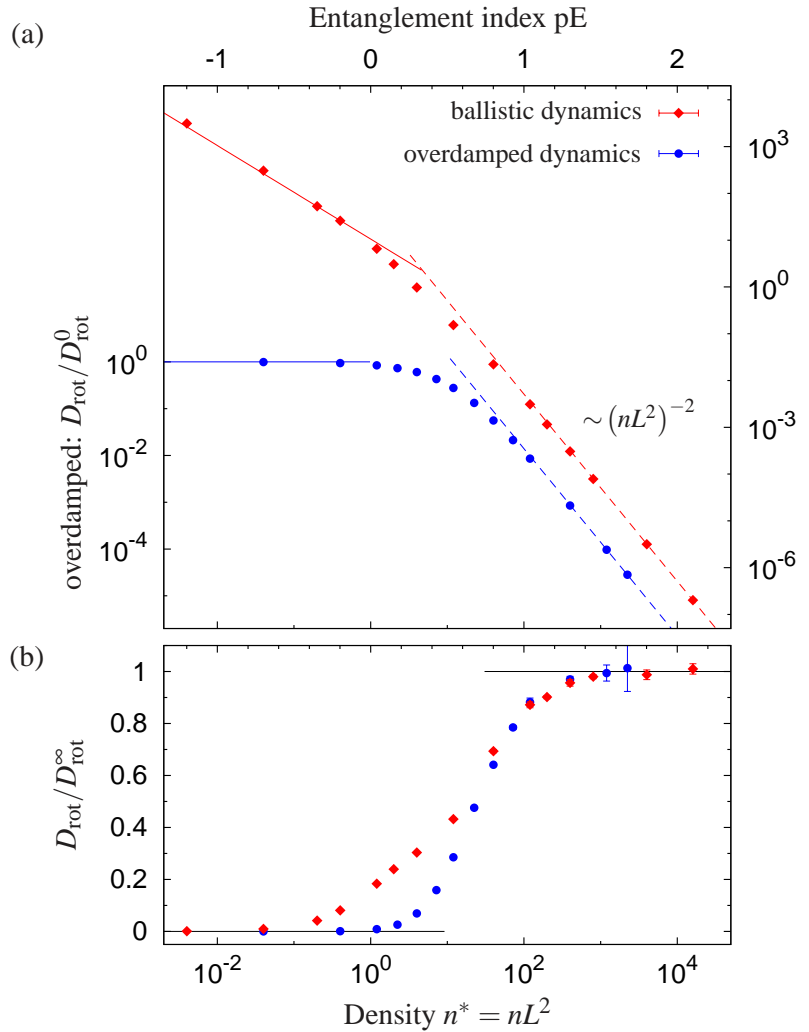 Entanglement index pE
(a)
-1 0 1 2
ballistic dynamics
overdamped dynamics
10^3
10^0
10^-3
10^-6
overdamped: D_rot/D^0_rot
10^0
10^-2
10^-4
∼(nL^2)^−2
(b)
D_rot/D^∞_rot
1
0.8
0.6
0.4
0.2
0
10^-2 10^0 10^2 10^4
Density n* = nL^2